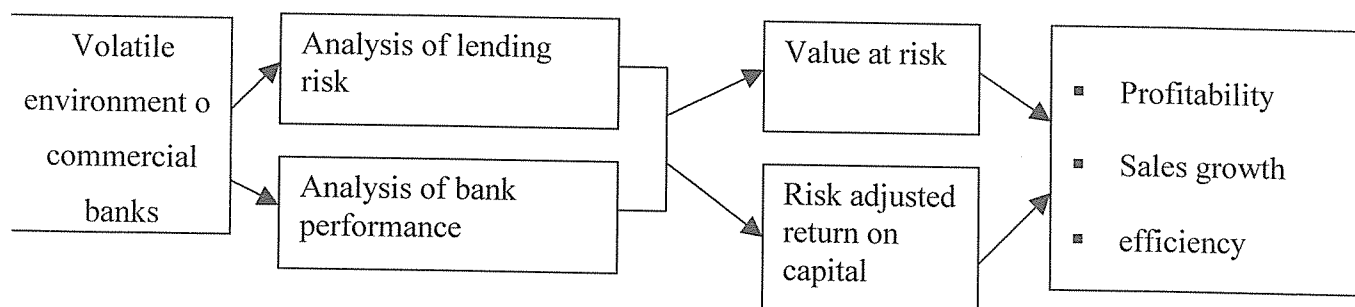 Volatile
environment o
commercial
banks
Analysis of lending
risk
Analysis of bank
performance
Value at risk
Risk adjusted
return on
capital
▪ Profitability
▪ Sales growth
▪ efficiency